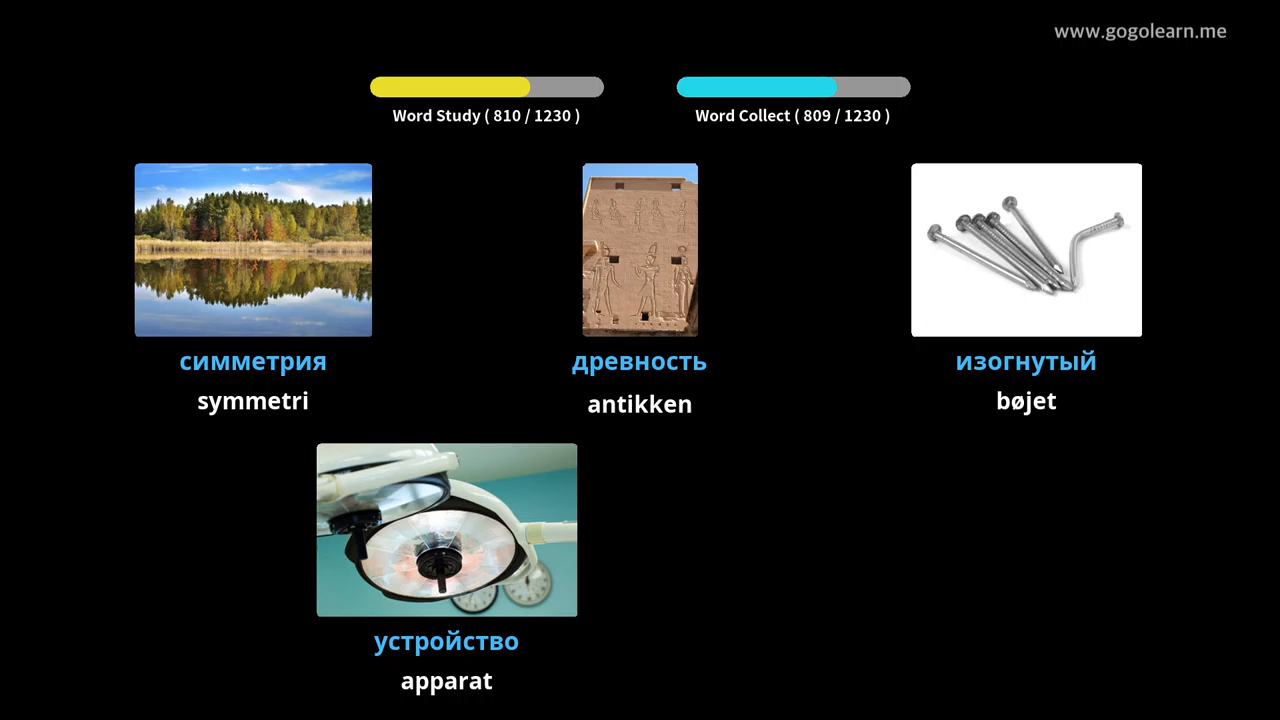 www.gogolearn.me
Word Study ( 810 / 1230 )
Word Collect ( 809 / 1230 )
симметрия
древность
изогнутый
symmetri
antikken
bøjet
устройство
apparat